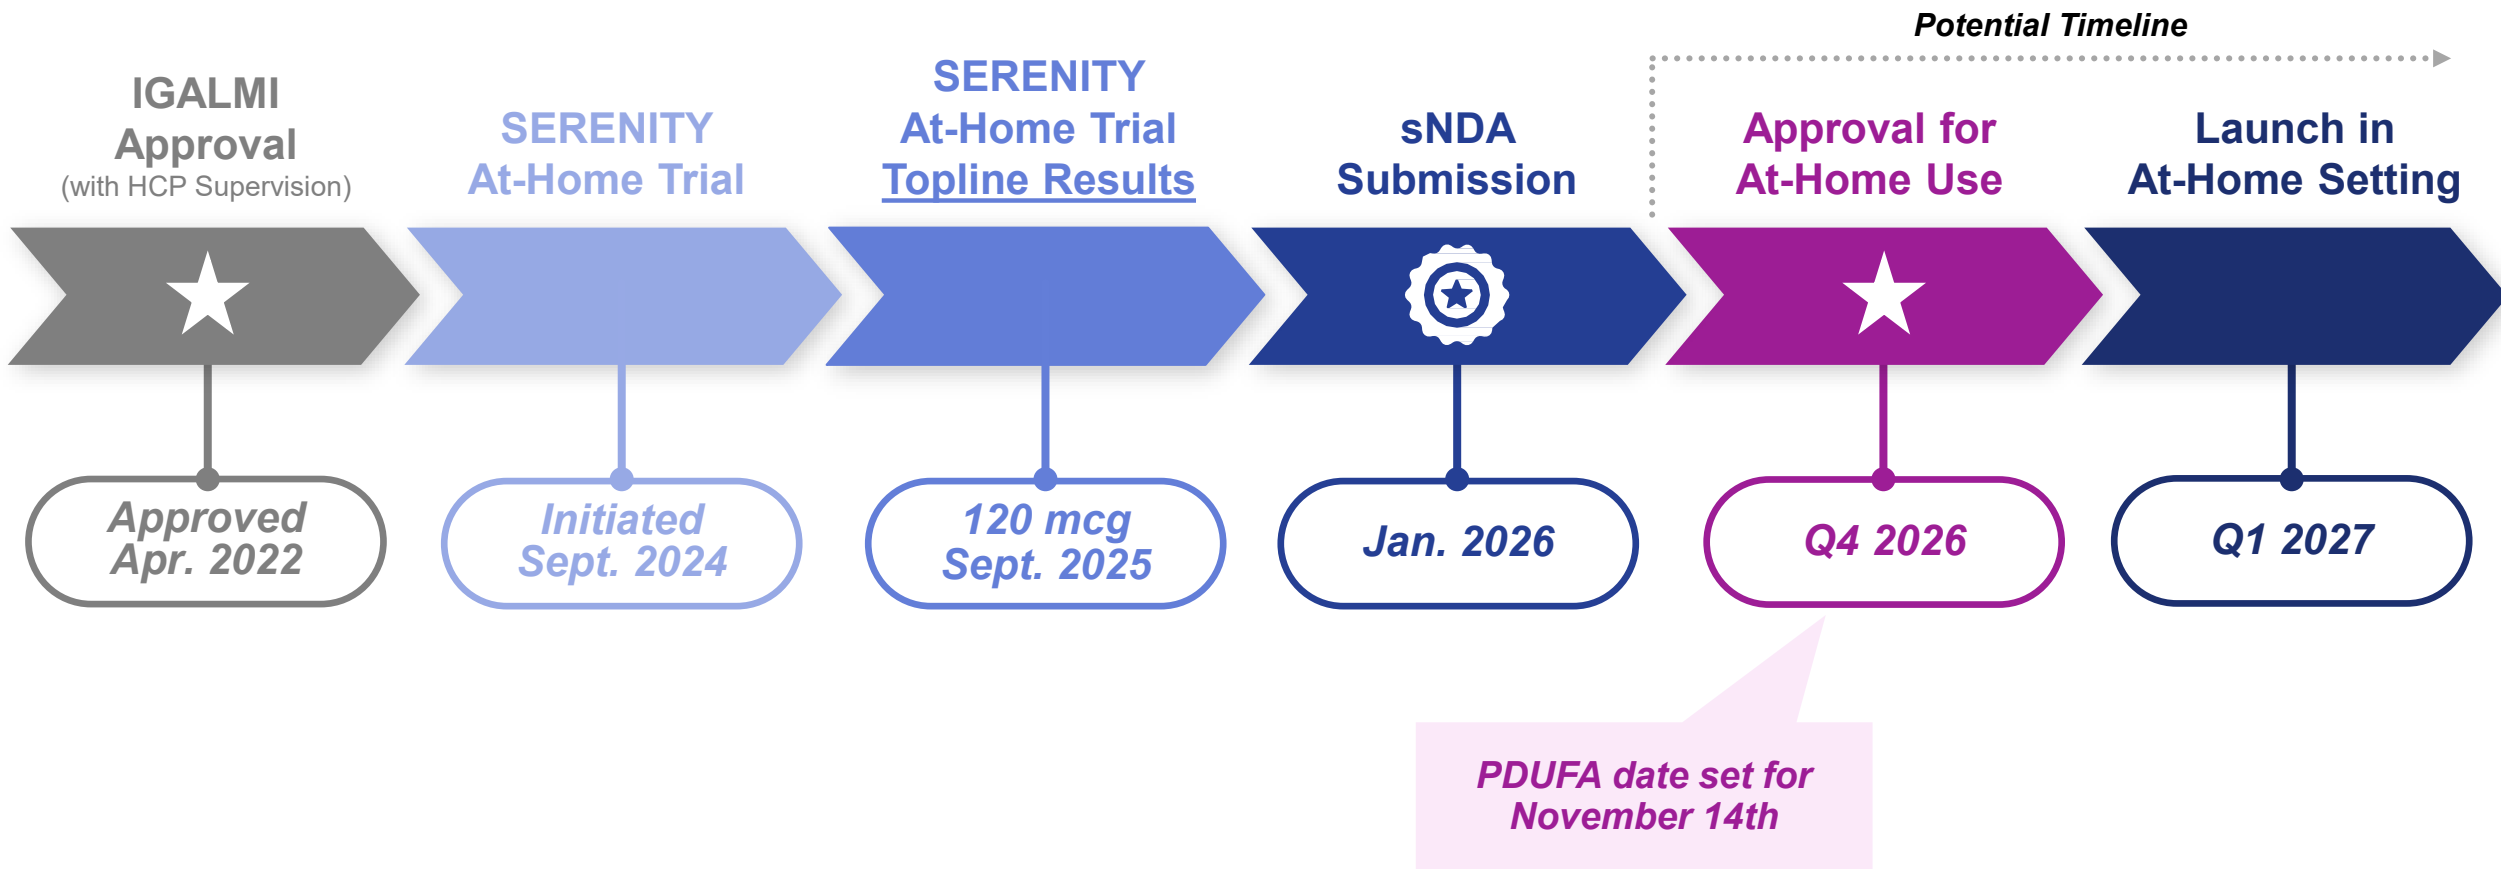 Potential Timeline
IGALMI
Approval
(with HCP Supervision)
SERENITY
At-Home Trial
SERENITY
At-Home Trial
Topline Results
sNDA
Submission
Approval for
At-Home Use
Launch in
At-Home Setting
Approved
Apr. 2022
Initiated
Sept. 2024
120 mcg
Sept. 2025
Jan. 2026
Q4 2026
Q1 2027
PDUFA date set for
November 14th